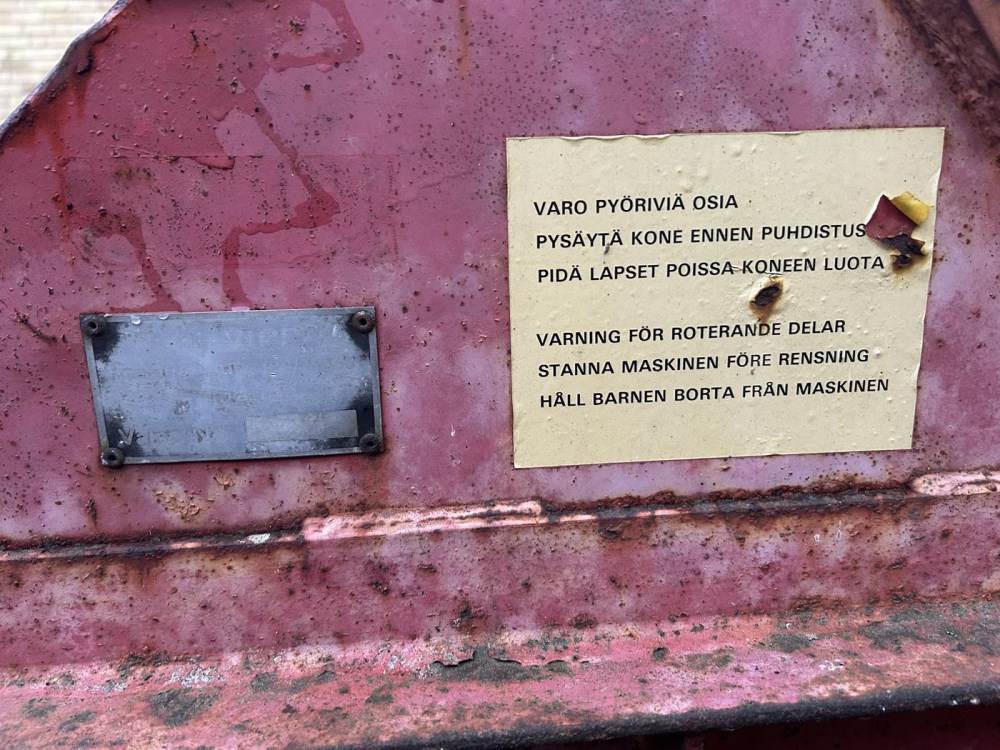 VARO PYÖRIVIÄ OSIA
PYSÄYTÄ KONE ENNEN PUHDISTUS
PIDÄ LAPSET POISSA KONEEN LUOTA
VARNING FÖR ROTERANDE DELAR
STANNA MASKINEN FÖRE RENSNING
HÅLL BARNEN BORTA FRÅN MASKINEN